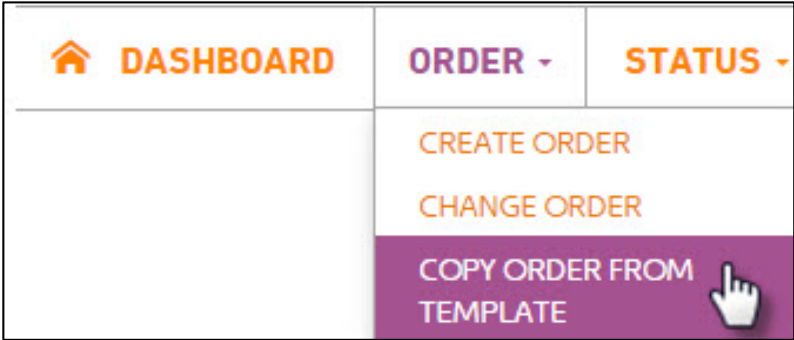 DASHBOARD ORDER - STATUS -
CREATE ORDER
CHANGE ORDER
COPY ORDER FROM
TEMPLATE